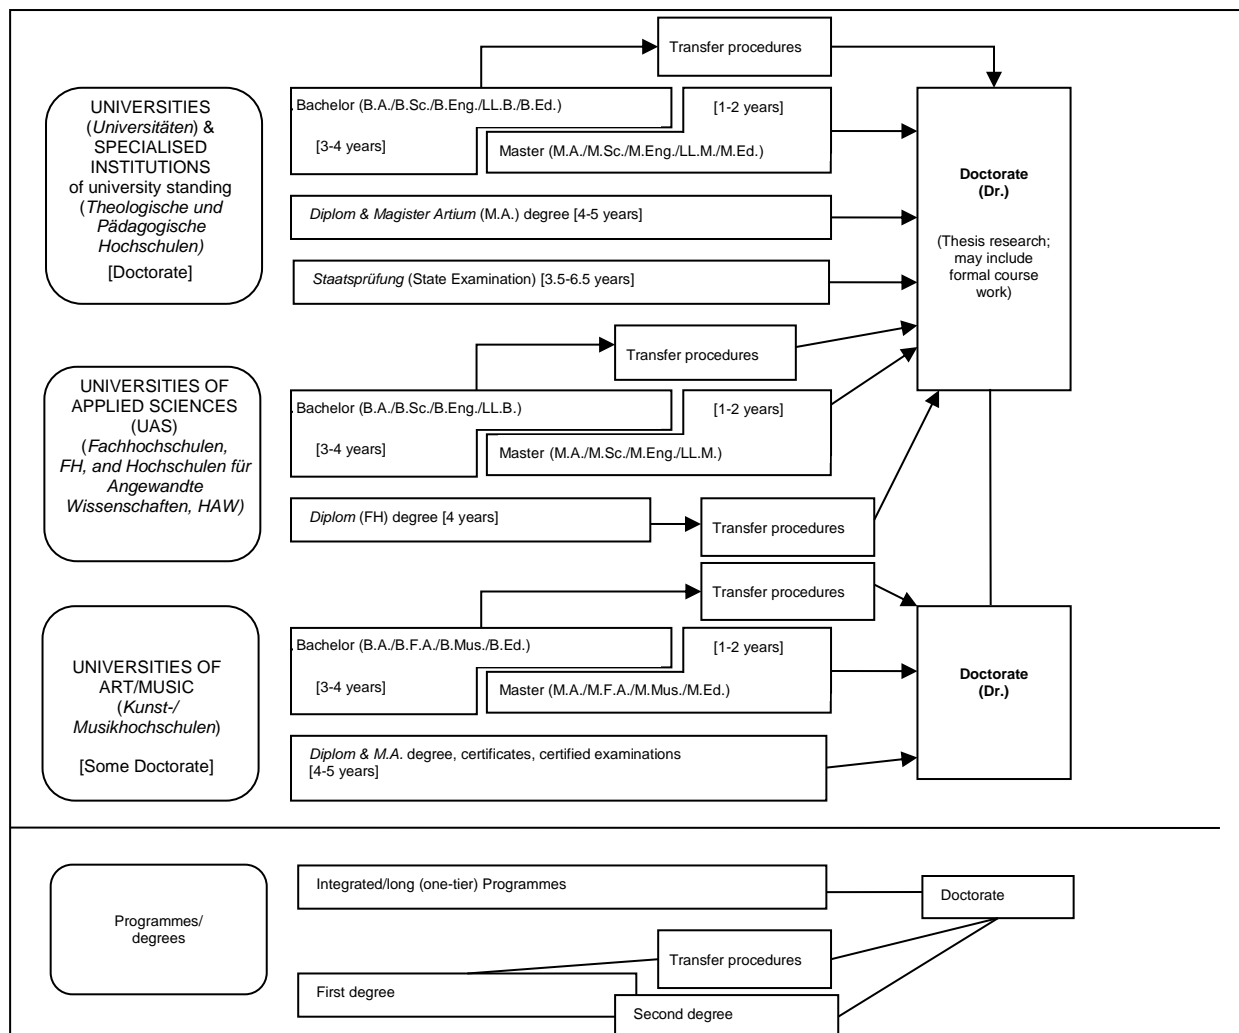 Transfer procedures
UNIVERSITIES
(Universitäten) &
SPECIALISED
INSTITUTIONS
of university standing
(Theologische und
Pädagogische
Hochschulen)
[Doctorate]
Bachelor (B.A./B.Sc./B.Eng./LL.B./B.Ed.)
[3-4 years]
[1-2 years]
Master (M.A./M.Sc./M.Eng./LL.M./M.Ed.)
Diplom & Magister Artium (M.A.) degree [4-5 years]
Staatsprüfung (State Examination) [3.5-6.5 years]
Doctorate
(Dr.)
(Thesis research;
may include
formal course
work)
Transfer procedures
UNIVERSITIES OF
APPLIED SCIENCES
(UAS)
(Fachhochschulen,
FH, and Hochschulen für
Angewandte
Wissenschaften, HAW)
Bachelor (B.A./B.Sc./B.Eng./LL.B.)
[3-4 years]
[1-2 years]
Master (M.A./M.Sc./M.Eng./LL.M.)
Diplom (FH) degree [4 years]
Transfer procedures
Transfer procedures
UNIVERSITIES OF
ART/MUSIC
(Kunst-/
Musikhochschulen)
[Some Doctorate]
Bachelor (B.A./B.F.A./B.Mus./B.Ed.)
[3-4 years]
[1-2 years]
Master (M.A./M.F.A./M.Mus./M.Ed.)
Diplom & M.A. degree, certificates, certified examinations
[4-5 years]
Doctorate
(Dr.)
Programmes/
degrees
Integrated/long (one-tier) Programmes
Doctorate
Transfer procedures
First degree
Second degree